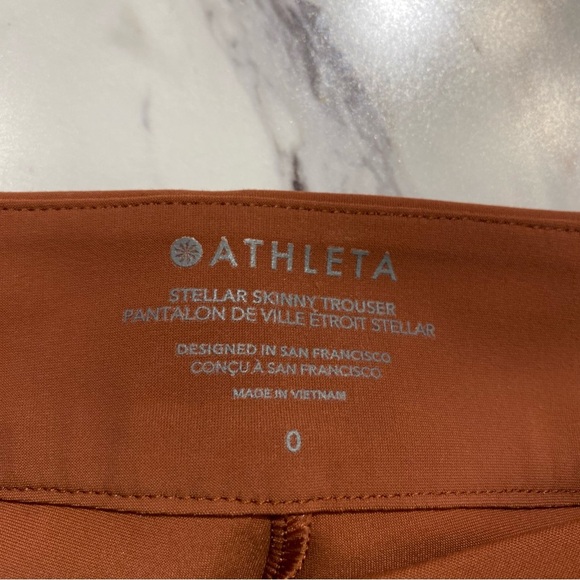 ATHLETA
STELLAR SKINNY TROUSER
PANTALON DE VILLE ÉTROIT STELLAR
DESIGNED IN SAN FRANCISCO
CONÇU À SAN FRANCISCO
MADE IN VIETNAM
0